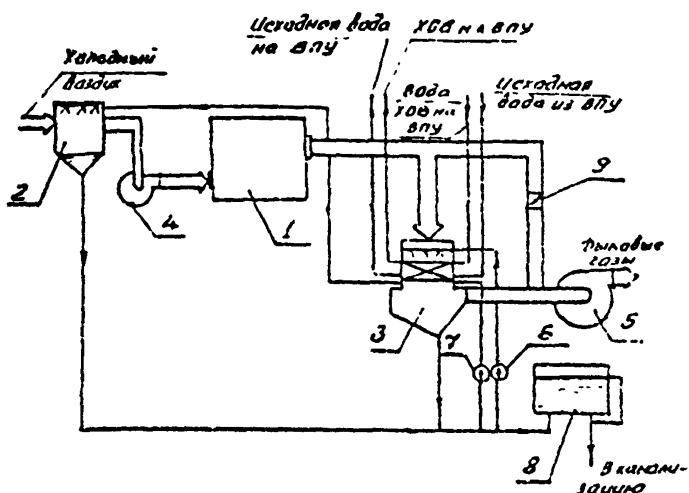 Исходная вода
на ВПУ
ХОВ на ВПУ
Холодный
воздух
вода
ХОВ на
ВПУ
Исходная
вода из ВПУ
2
4
1
9
Дымовые
газы
3
7
6
5
8
В канали-
зацию